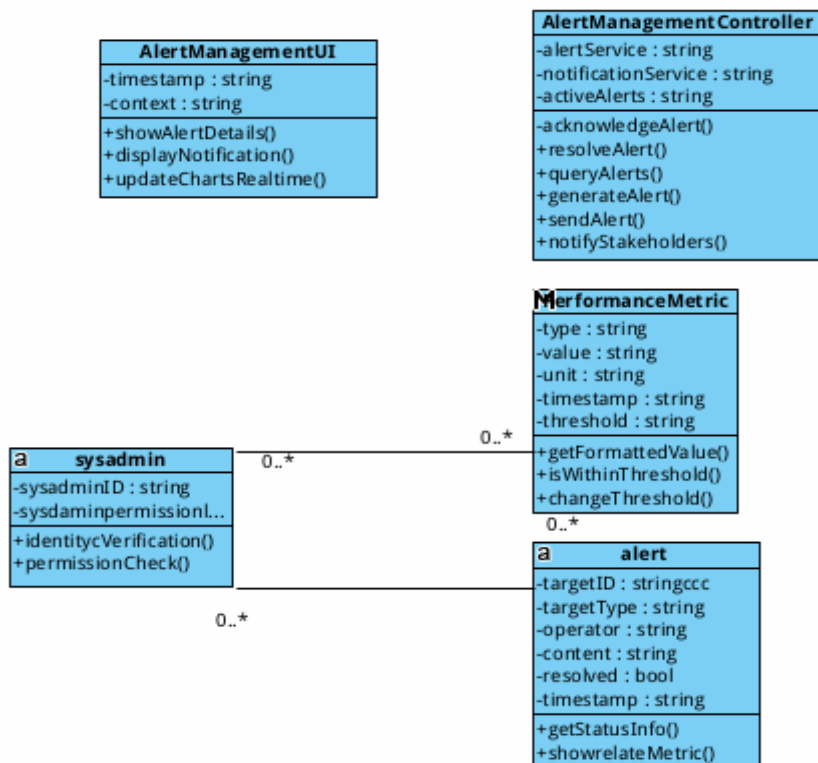 AlertManagementUI
-timestamp : string
-context : string
+showAlertDetails()
+displayNotification()
+updateChartsRealtime()
AlertManagementController
-alertService : string
-notificationService : string
-activeAlerts : string
-acknowledgeAlert()
+resolveAlert()
+queryAlerts()
+generateAlert()
+sendAlert()
+notifyStakeholders()
M
PerformanceMetric
-type : string
-value : string
-unit : string
-timestamp : string
-threshold : string
+getFormattedValue()
+isWithinThreshold()
+changeThreshold()
0..*
0..*
a sysadmin
-sysadminID : string
-sysdaminpermissionl...
+identitycVerification()
+permissionCheck()
0..*
0..*
a alert
-targetID : stringccc
-targetType : string
-operator : string
-content : string
-resolved : bool
-timestamp : string
+getStatusInfo()
+showrelateMetric()